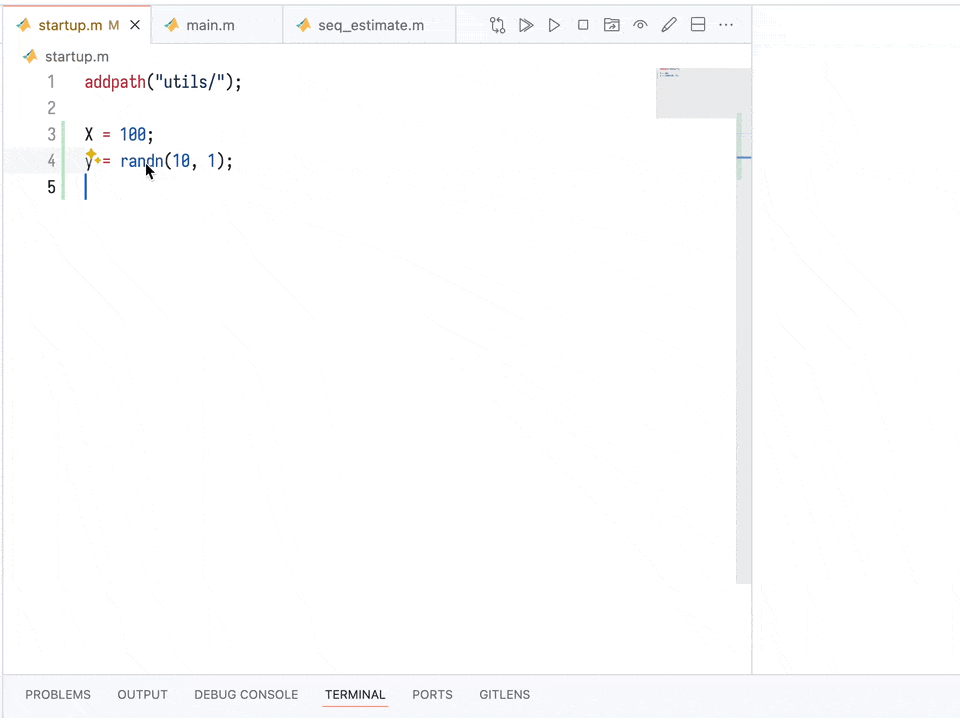 startup.m M main.m seq_estimate.m
startup.m
1 addpath("utils/");
2
3 X = 100;
4 y = randn(10, 1);
5
PROBLEMS OUTPUT DEBUG CONSOLE TERMINAL PORTS GITLENS